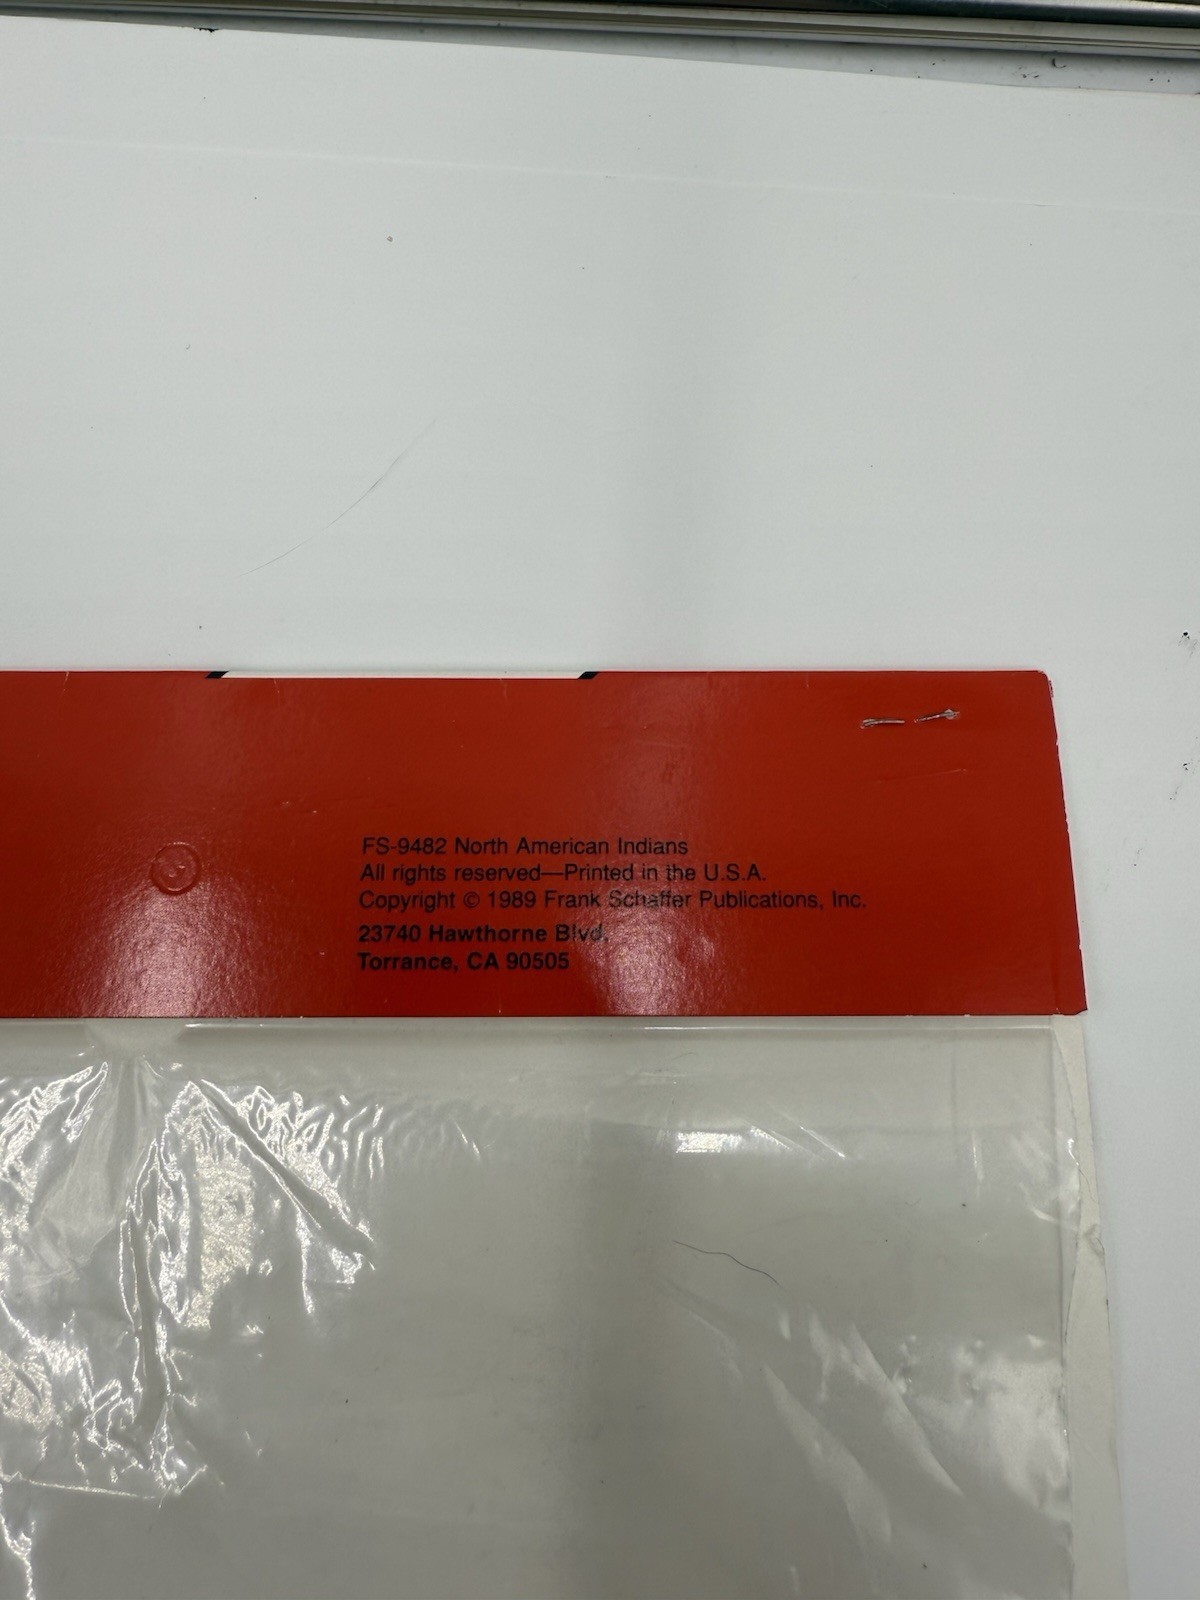 FS-9482 North American Indians
All rights reserved—Printed in the U.S.A.
Copyright © 1989 Frank Schaffer Publications, Inc.
23740 Hawthorne Blvd.
Torrance, CA 90505